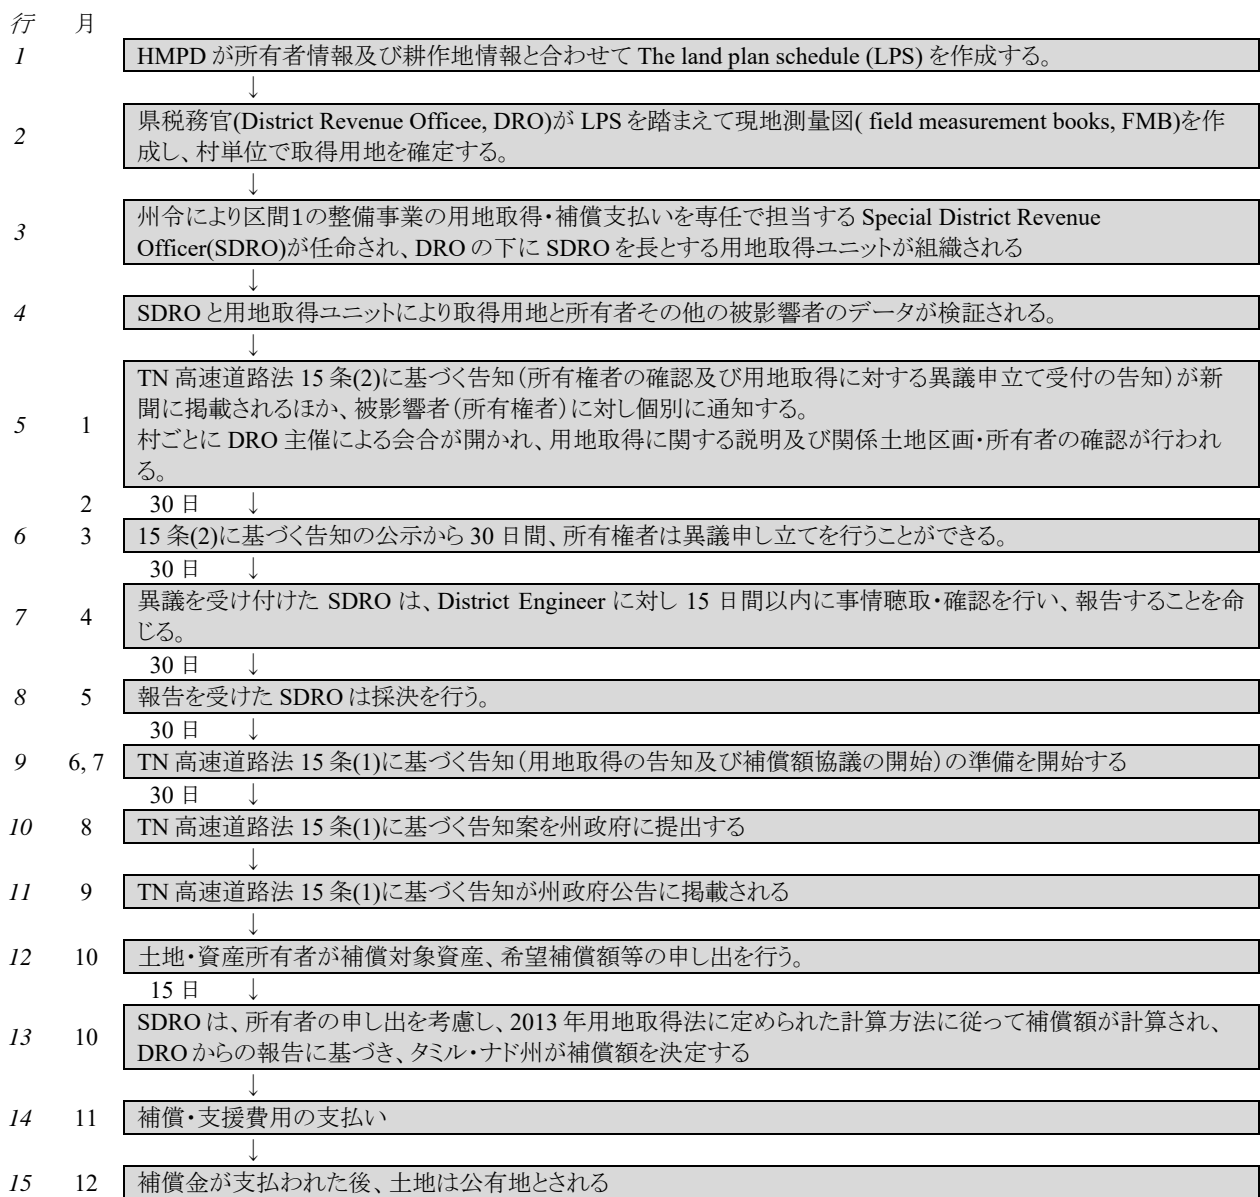 行 月
1 HMPD が所有者情報及び耕作地情報と合わせて The land plan schedule (LPS) を作成する。
↓
2 県税務官(District Revenue Officee, DRO)が LPS を踏まえて現地測量図( field measurement books, FMB)を作
成し、村単位で取得用地を確定する。
↓
3 州令により区間1の整備事業の用地取得・補償支払いを専任で担当する Special District Revenue
Officer(SDRO)が任命され、DRO の下に SDRO を長とする用地取得ユニットが組織される
↓
4 SDRO と用地取得ユニットにより取得用地と所有者その他の被影響者のデータが検証される。
↓
TN 高速道路法 15 条(2)に基づく告知(所有権者の確認及び用地取得に対する異議申立て受付の告知)が新
聞に掲載されるほか、被影響者(所有権者)に対し個別に通知する。
5 1 村ごとに DRO 主催による会合が開かれ、用地取得に関する説明及び関係土地区画・所有者の確認が行われ
る。
2 30 日 ↓
6 3 15 条(2)に基づく告知の公示から 30 日間、所有権者は異議申し立てを行うことができる。
30 日 ↓
7 4 異議を受け付けた SDRO は、District Engineer に対し 15 日間以内に事情聴取・確認を行い、報告することを命
じる。
30 日 ↓
8 5 報告を受けた SDRO は採決を行う。
30 日 ↓
9 6, 7 TN 高速道路法 15 条(1)に基づく告知(用地取得の告知及び補償額協議の開始)の準備を開始する
30 日 ↓
10 8 TN 高速道路法 15 条(1)に基づく告知案を州政府に提出する
↓
11 9 TN 高速道路法 15 条(1)に基づく告知が州政府公告に掲載される
↓
12 10 土地・資産所有者が補償対象資産、希望補償額等の申し出を行う。
15 日 ↓
13 10 SDRO は、所有者の申し出を考慮し、2013 年用地取得法に定められた計算方法に従って補償額が計算され、
DRO からの報告に基づき、タミル・ナド州が補償額を決定する
↓
14 11 補償・支援費用の支払い
↓
15 12 補償金が支払われた後、土地は公有地とされる